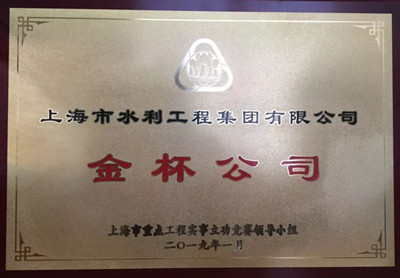 上海市水利工程集团有限公司
金杯公司
上海市重点工程实事立功竞赛领导小组
二〇一九年一月